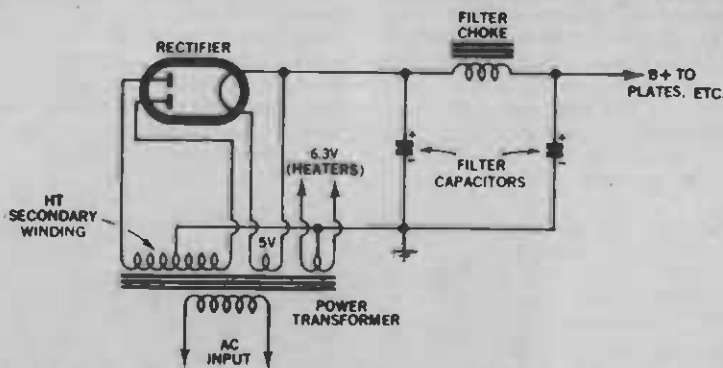 FILTER
CHOKE
RECTIFIER
B+ TO
PLATES, ETC.
6.3V
(HEATERS)
+
-
+
-
FILTER
CAPACITORS
HT
SECONDARY
WINDING
5V
POWER
TRANSFORMER
AC
INPUT